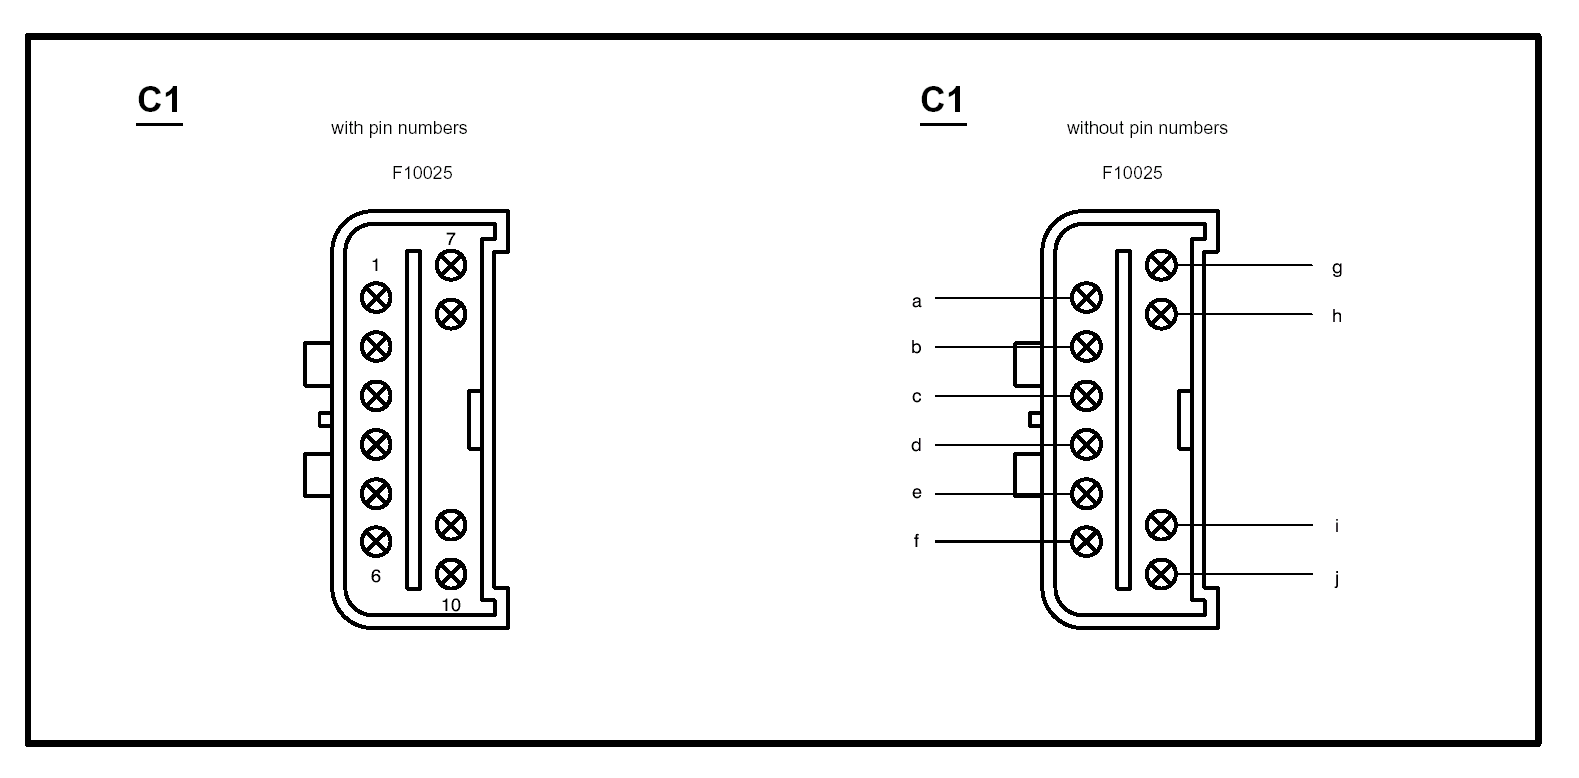 C1
with pin numbers
F10025
7
1
6
10
C1
without pin numbers
F10025
g
a
h
b
c
d
e
i
f
j